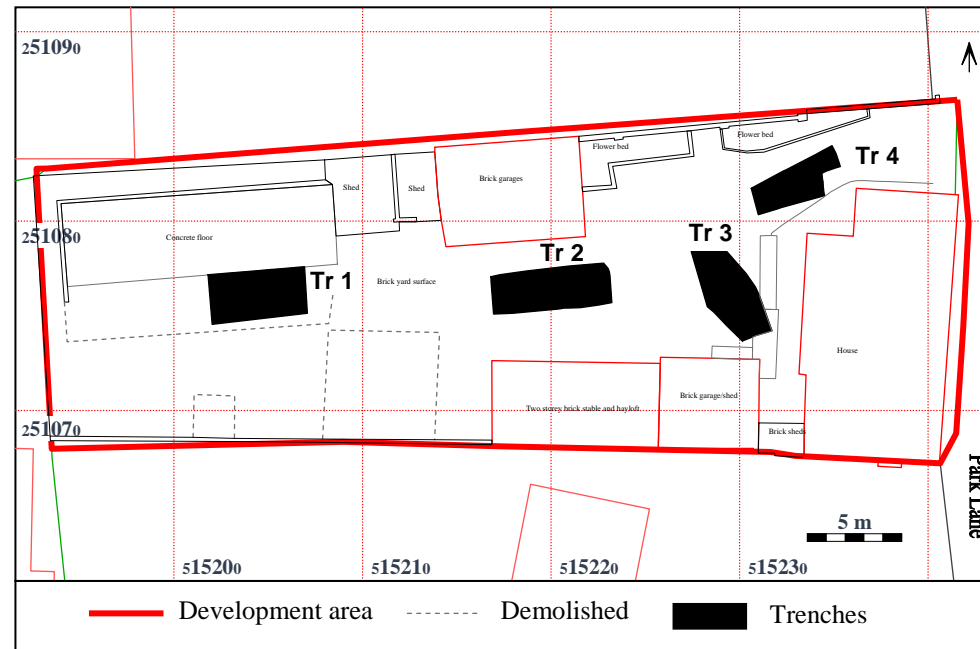 251090
Flower bed
Flower bed
Tr 4
Shed
Shed
Brick garages
251080
Concrete floor
Tr 3
Tr 2
Tr 1
Brick yard surface
House
Brick garage/shed
Two storey brick stable and hayloft
251070
Brick sheds
Park Lane
5 m
515200
515210
515220
515230
Development area
Demolished
Trenches